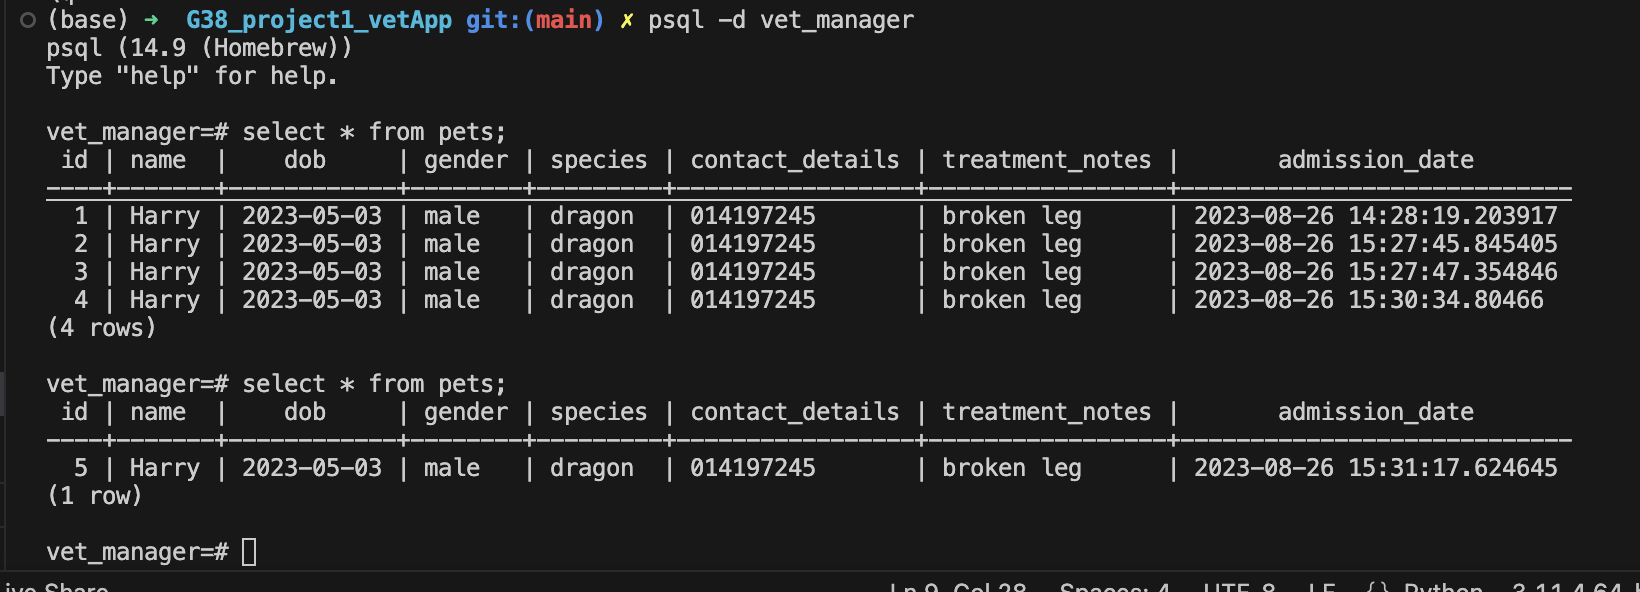 (base) → G38_project1_vetApp git:(main) ✗ psql -d vet_manager
psql (14.9 (Homebrew))
Type "help" for help.
vet_manager=# select * from pets;
 id | name  |    dob     | gender | species | contact_details | treatment_notes |       admission_date
----+-------+------------+--------+---------+-----------------+-----------------+----------------------------
  1 | Harry | 2023-05-03 | male   | dragon  | 014197245       | broken leg      | 2023-08-26 14:28:19.203917
  2 | Harry | 2023-05-03 | male   | dragon  | 014197245       | broken leg      | 2023-08-26 15:27:45.845405
  3 | Harry | 2023-05-03 | male   | dragon  | 014197245       | broken leg      | 2023-08-26 15:27:47.354846
  4 | Harry | 2023-05-03 | male   | dragon  | 014197245       | broken leg      | 2023-08-26 15:30:34.80466
(4 rows)
vet_manager=# select * from pets;
 id | name  |    dob     | gender | species | contact_details | treatment_notes |       admission_date
----+-------+------------+--------+---------+-----------------+-----------------+----------------------------
  5 | Harry | 2023-05-03 | male   | dragon  | 014197245       | broken leg      | 2023-08-26 15:31:17.624645
(1 row)
vet_manager=#
Share Ln 9, Col 28 Spaces: 4 UTF-8 LF {} Python 3.11.4 64-